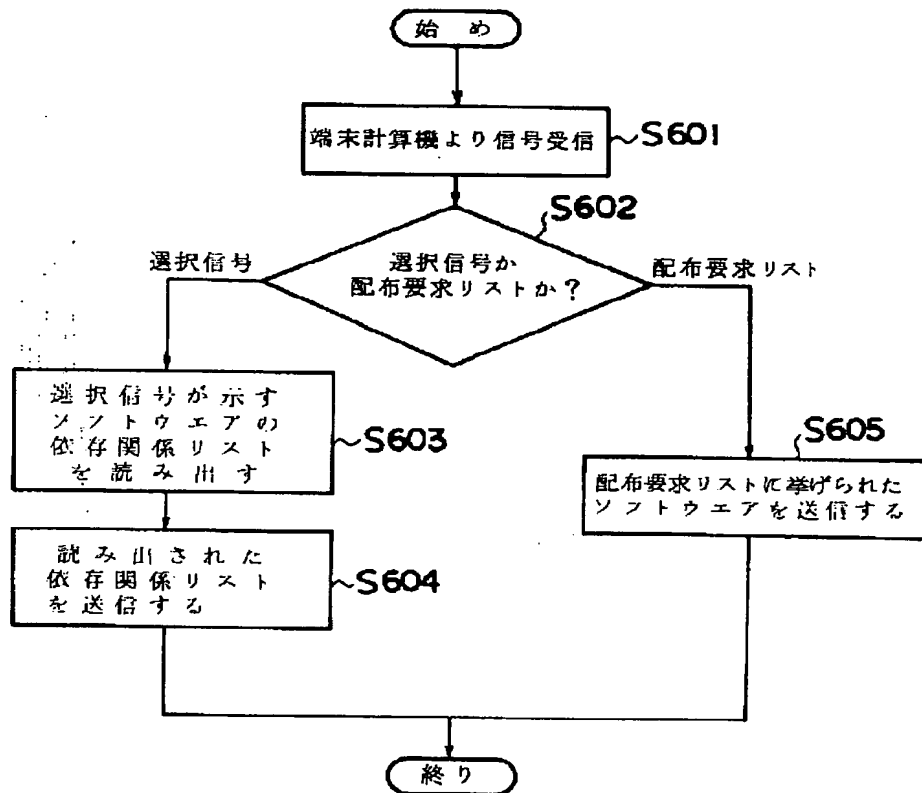 始め
端末計算機より信号受信
S601
S602
選択信号か
配布要求リストか？
選択信号
配布要求リスト
選択信号が示す
ソフトウエアの
依存関係リスト
を読み出す
S603
読み出された
依存関係リスト
を送信する
S604
S605
配布要求リストに挙げられた
ソフトウエアを送信する
終り